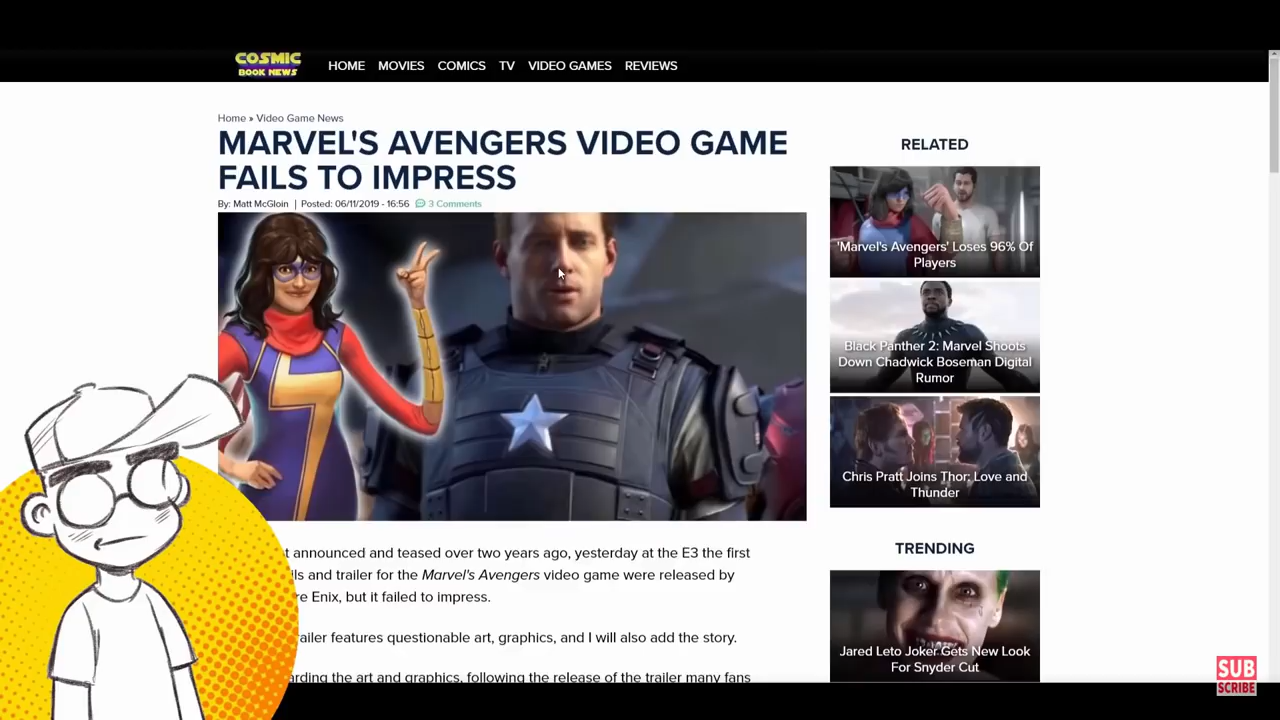 COSMIC
BOOK NEWS
HOME MOVIES COMICS TV VIDEO GAMES REVIEWS
Home » Video Game News
MARVEL'S AVENGERS VIDEO GAME
FAILS TO IMPRESS
By: Matt McGloin | Posted: 06/11/2019 - 16:56 3 Comments
t announced and teased over two years ago, yesterday at the E3 the first
ls and trailer for the Marvel's Avengers video game were released by
re Enix, but it failed to impress.
railer features questionable art, graphics, and I will also add the story.
arding the art and graphics, following the release of the trailer many fans
RELATED
'Marvel's Avengers' Loses 96% Of
Players
Black Panther 2: Marvel Shoots
Down Chadwick Boseman Digital
Rumor
Chris Pratt Joins Thor: Love and
Thunder
TRENDING
Jared Leto Joker Gets New Look
For Snyder Cut
SUB
SCRIBE